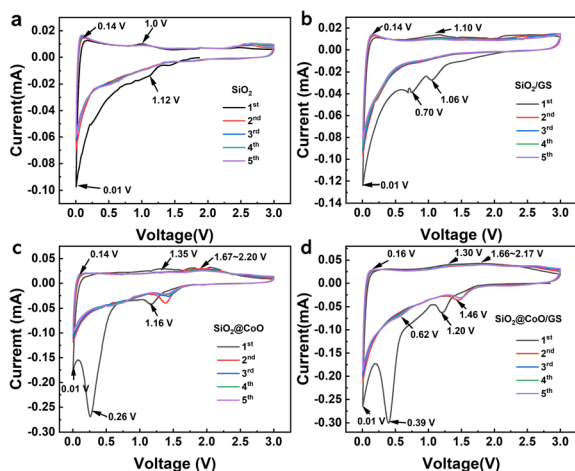 a
0.02
0.00
-0.02
-0.04
-0.06
-0.08
-0.10
Current(mA)
0.14 V
1.0 V
1.12 V
0.01 V
SiO2
1st
2nd
3rd
4th
5th
0.0 0.5 1.0 1.5 2.0 2.5 3.0
Voltage(V)
b
0.02
0.00
-0.02
-0.04
-0.06
-0.08
-0.10
-0.12
-0.14
Current(mA)
0.14 V
1.10 V
1.06 V
0.70 V
0.01 V
SiO2/GS
1st
2nd
3rd
4th
5th
0.0 0.5 1.0 1.5 2.0 2.5 3.0
Voltage (V)
c
0.05
0.00
-0.05
-0.10
-0.15
-0.20
-0.25
-0.30
Curremt (mA)
0.14 V
1.35 V
1.67~2.20 V
1.16 V
0.01 V
0.26 V
SiO2@CoO
1st
2nd
3rd
4th
5th
0.0 0.5 1.0 1.5 2.0 2.5 3.0
Voltage (V)
d
0.10
0.05
0.00
-0.05
-0.10
-0.15
-0.20
-0.25
-0.30
Current(mA)
0.16 V
1.30 V
1.66~2.17 V
1.46 V
0.62 V
1.20 V
0.01 V
0.39 V
SiO2@CoO/GS
1st
2nd
3rd
4th
5th
0.0 0.5 1.0 1.5 2.0 2.5 3.0
Voltage (V)